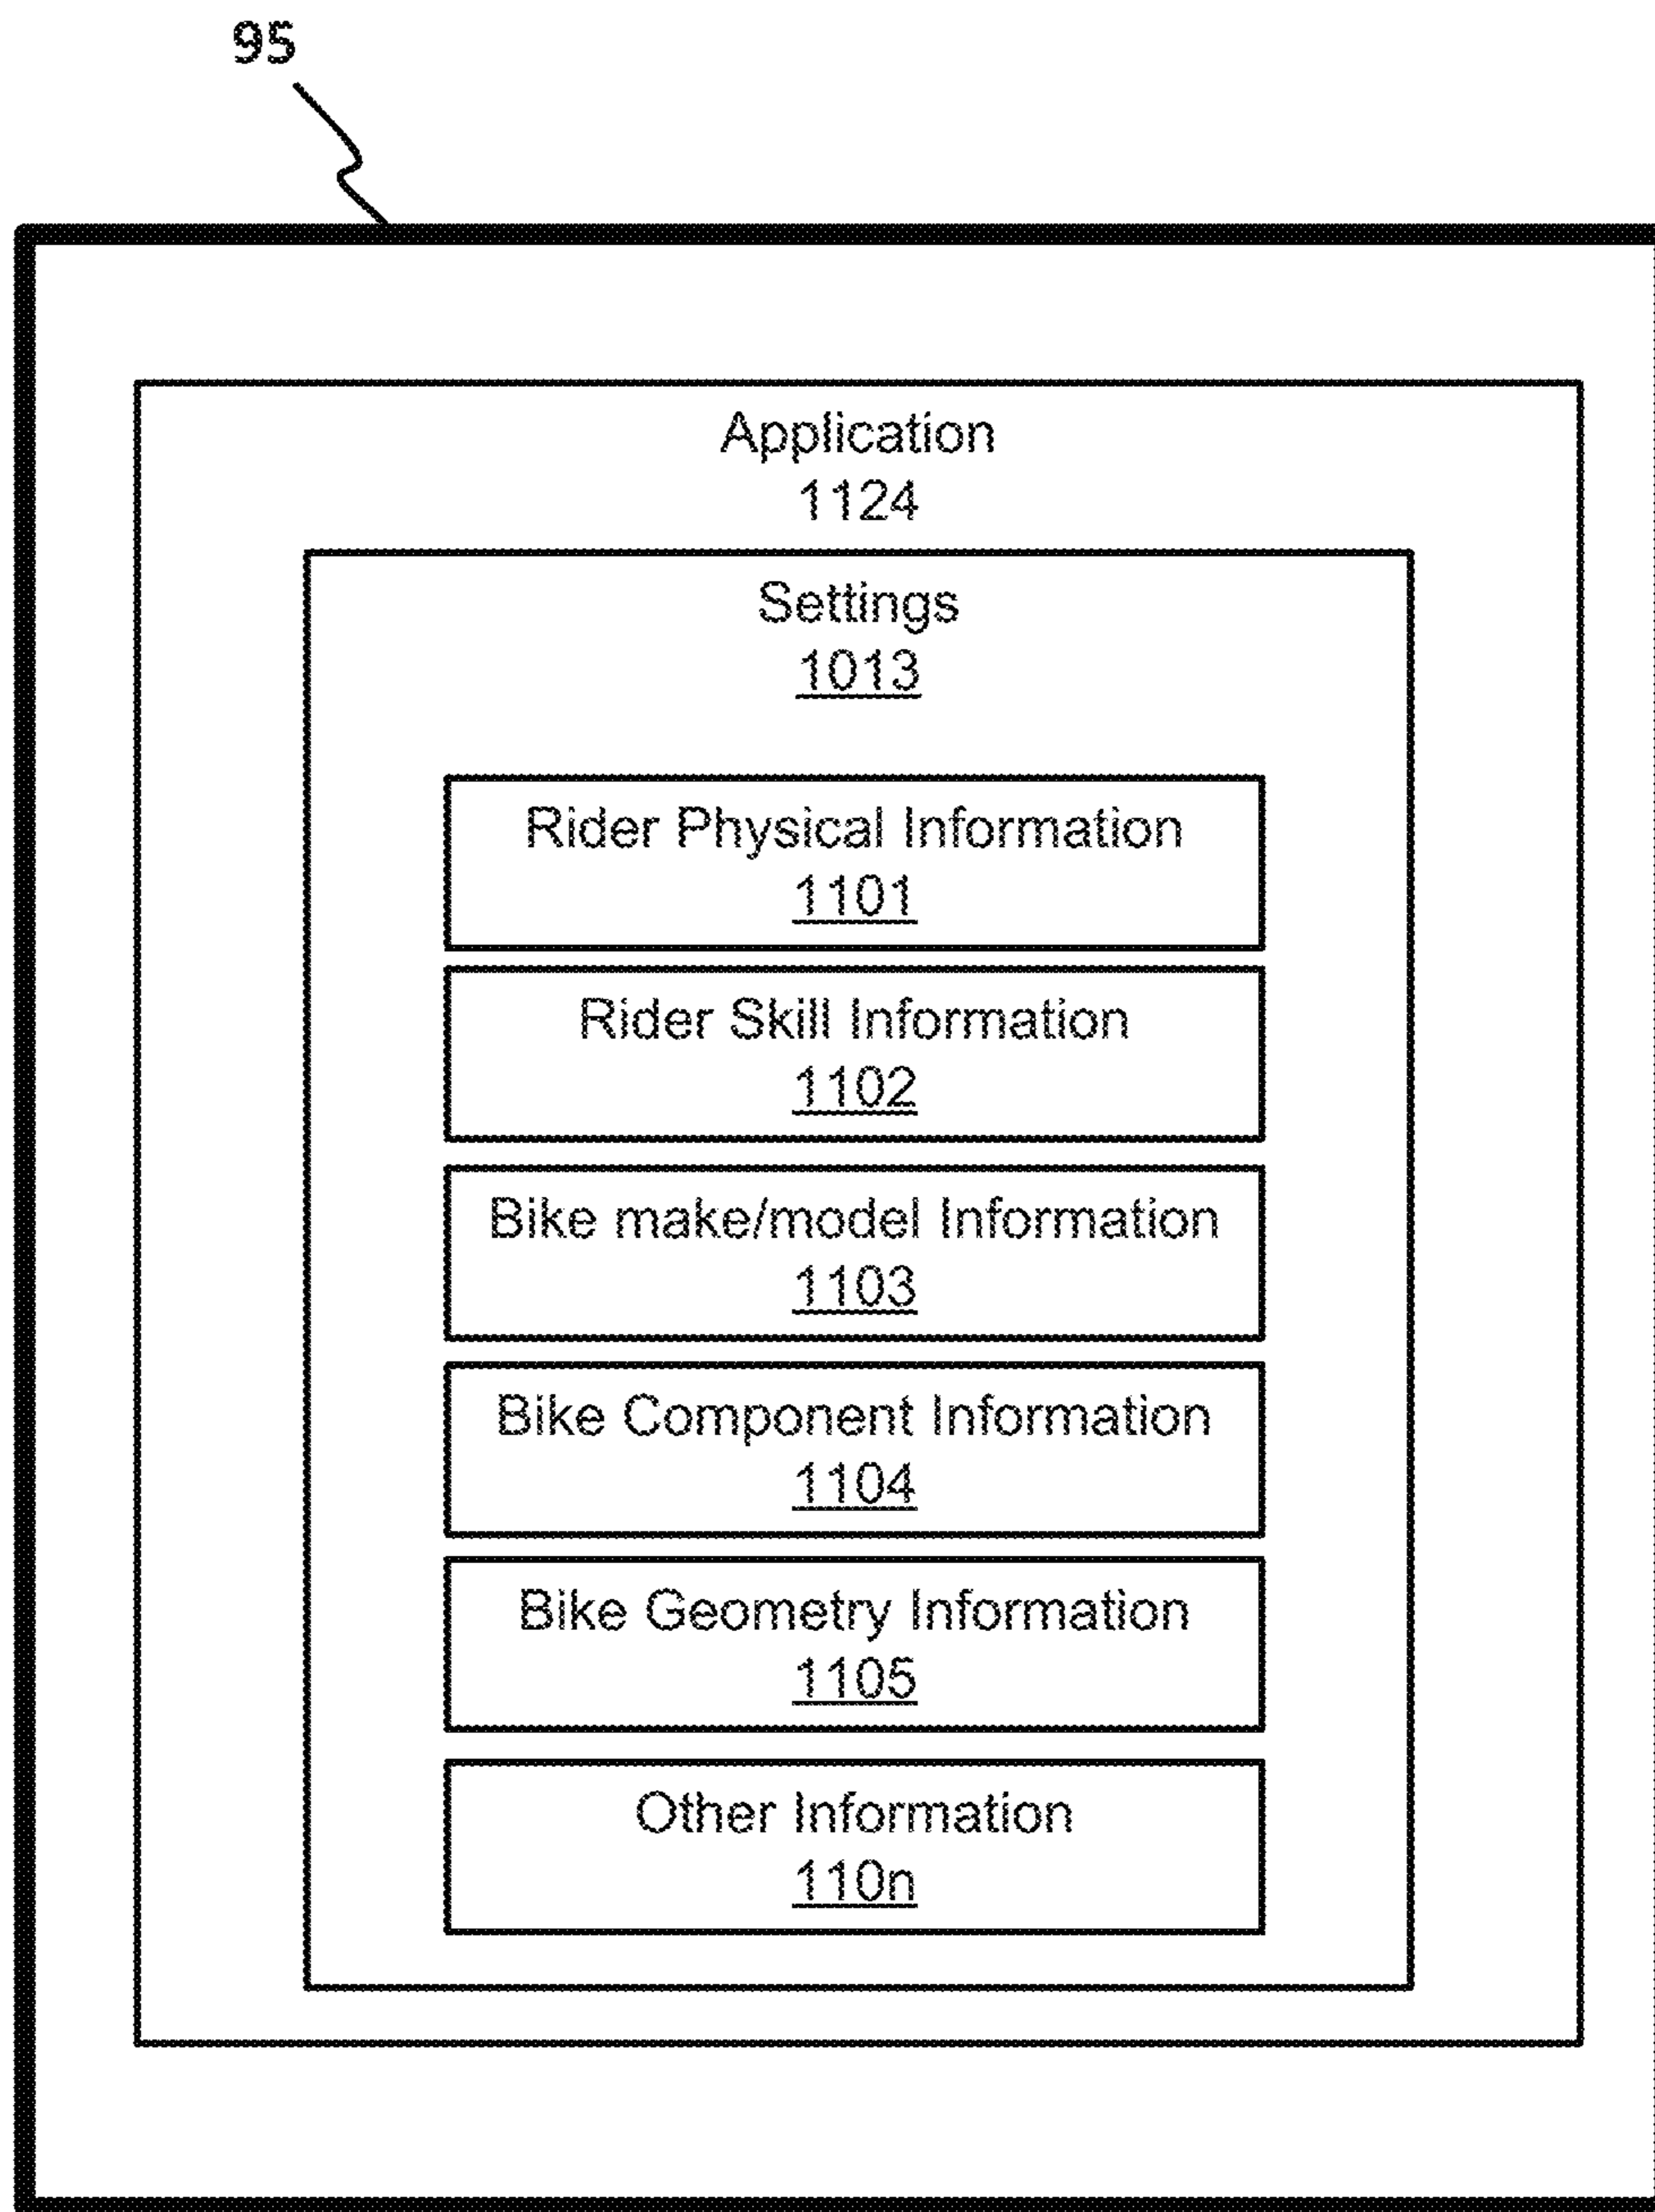 95
Application
1124
Settings
1013
Rider Physical Information
1101
Rider Skill Information
1102
Bike make/model Information
1103
Bike Component Information
1104
Bike Geometry Information
1105
Other Information
110n